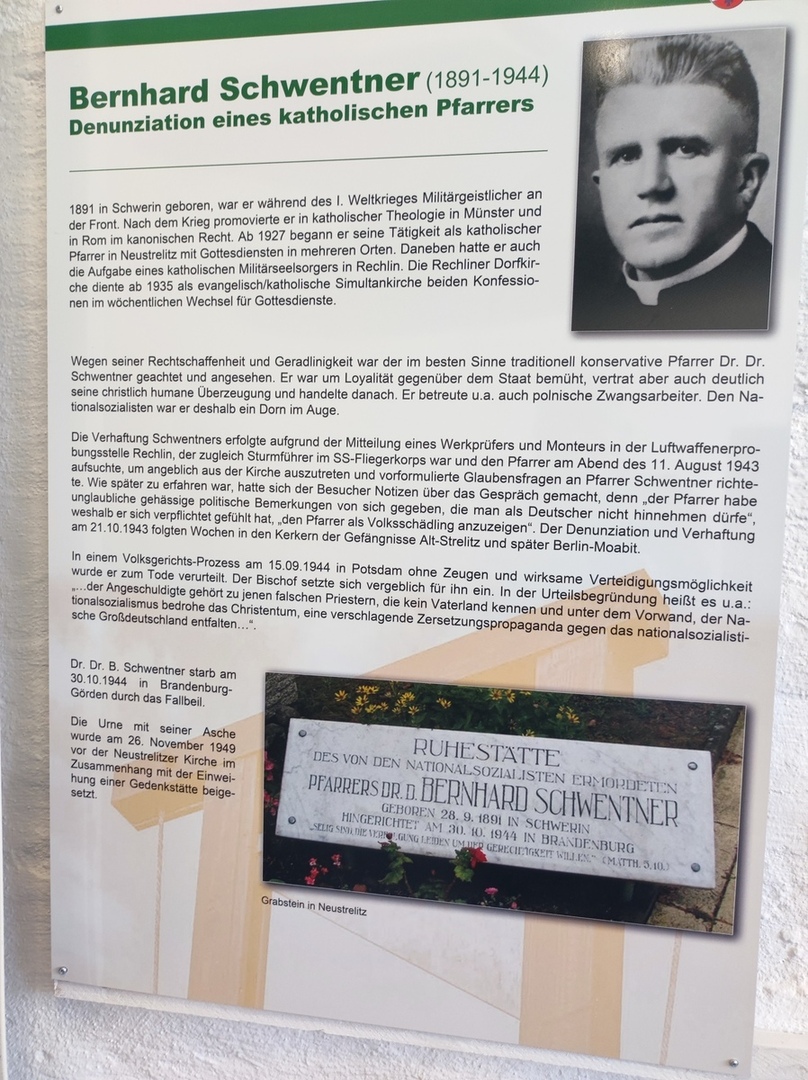 Bernhard Schwentner (1891-1944)
Denunziation eines katholischen Pfarrers
1891 in Schwerin geboren, war er während des I. Weltkrieges Militärgeistlicher an
der Front. Nach dem Krieg promovierte er in katholischer Theologie in Münster und
in Rom im kanonischen Recht. Ab 1927 begann er seine Tätigkeit als katholischer
Pfarrer in Neustrelitz mit Gottesdiensten in mehreren Orten. Daneben hatte er auch
die Aufgabe eines katholischen Militärseelsorgers in Rechlin. Die Rechliner Dorfkir-
che diente ab 1935 als evangelisch/katholische Simultankirche beiden Konfessio-
nen im wöchentlichen Wechsel für Gottesdienste.
Wegen seiner Rechtschaffenheit und Geradlinigkeit war der im besten Sinne traditionell konservative Pfarrer Dr. Dr.
Schwentner geachtet und angesehen. Er war um Loyalität gegenüber dem Staat bemüht, vertrat aber auch deutlich
seine christlich humane Überzeugung und handelte danach. Er betreute u.a. auch polnische Zwangsarbeiter. Den Na-
tionalsozialisten war er deshalb ein Dorn im Auge.
Die Verhaftung Schwentners erfolgte aufgrund der Mitteilung eines Werkprüfers und Monteurs in der Luftwaffenerpro-
bungsstelle Rechlin, der zugleich Sturmführer im SS-Fliegerkorps war und den Pfarrer am Abend des 11. August 1943
aufsuchte, um angeblich aus der Kirche auszutreten und vorformulierte Glaubensfragen an Pfarrer Schwentner richte-
te. Wie später zu erfahren war, hatte sich der Besucher Notizen über das Gespräch gemacht, denn „der Pfarrer habe
unglaubliche gehässige politische Bemerkungen von sich gegeben, die man als Deutscher nicht hinnehmen dürfe“,
weshalb er sich verpflichtet gefühlt hat, „den Pfarrer als Volksschädling anzuzeigen“. Der Denunziation und Verhaftung
am 21.10.1943 folgten Wochen in den Kerkern der Gefängnisse Alt-Strelitz und später Berlin-Moabit.
In einem Volksgerichts-Prozess am 15.09.1944 in Potsdam ohne Zeugen und wirksame Verteidigungsmöglichkeit
wurde er zum Tode verurteilt. Der Bischof setzte sich vergeblich für ihn ein. In der Urteilsbegründung heißt es u.a.:
„...der Angeschuldigte gehört zu jenen falschen Priestern, die kein Vaterland kennen und unter dem Vorwand, der Na-
tionalsozialismus bedrohe das Christentum, eine verschlagende Zersetzungspropaganda gegen das nationalsozialisti-
sche Großdeutschland entfalten...“.
Dr. Dr. B. Schwentner starb am
30.10.1944 in Brandenburg-
Görden durch das Fallbeil.
Die Urne mit seiner Asche
wurde am 26. November 1949
vor der Neustrelitzer Kirche im
Zusammenhang mit der Einwei-
hung einer Gedenkstätte beige-
setzt.
RUHESTÄTTE
DES VON DEN NATIONALSOZIALISTEN ERMORDETEN
PFARRERS DR. D. BERNHARD SCHWENTNER
GEBOREN 28. 9. 1891 IN SCHWERIN
HINGERICHTET AM 30. 10. 1944 IN BRANDENBURG
„SELIG SIND, DIE VERFOLGUNG LEIDEN UM DER GERECHTIGKEIT WILLEN.“ (MATTH. 5.10.)
Grabstein in Neustrelitz